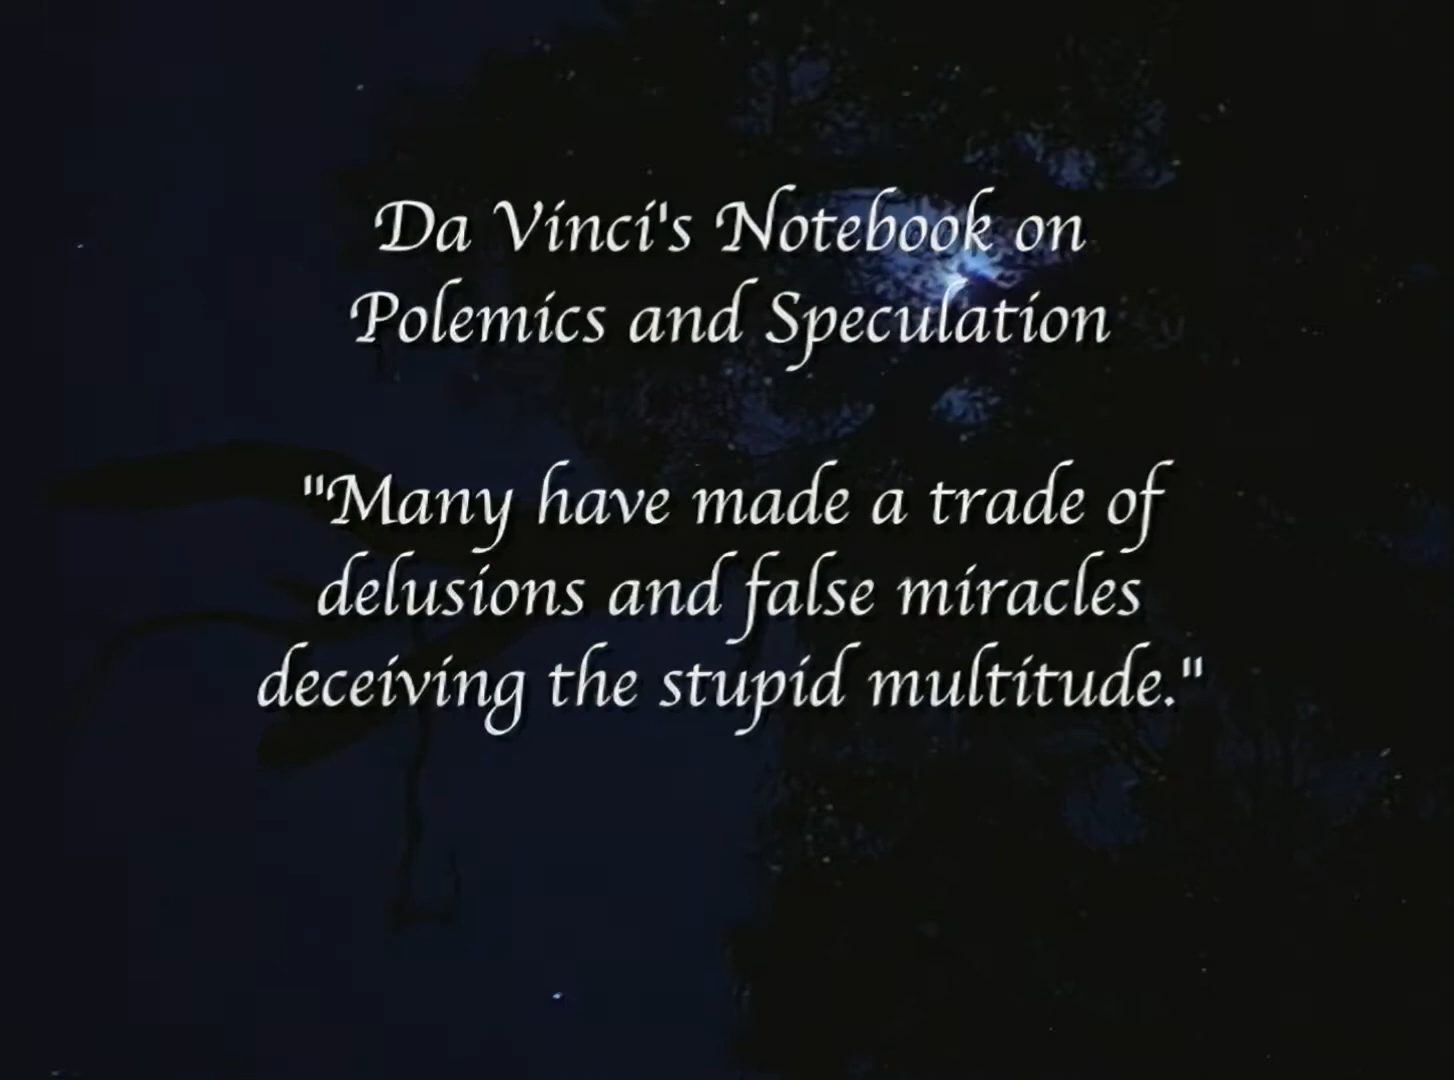 Da Vinci's Notebook on
Polemics and Speculation
"Many have made a trade of
delusions and false miracles
deceiving the stupid multitude."